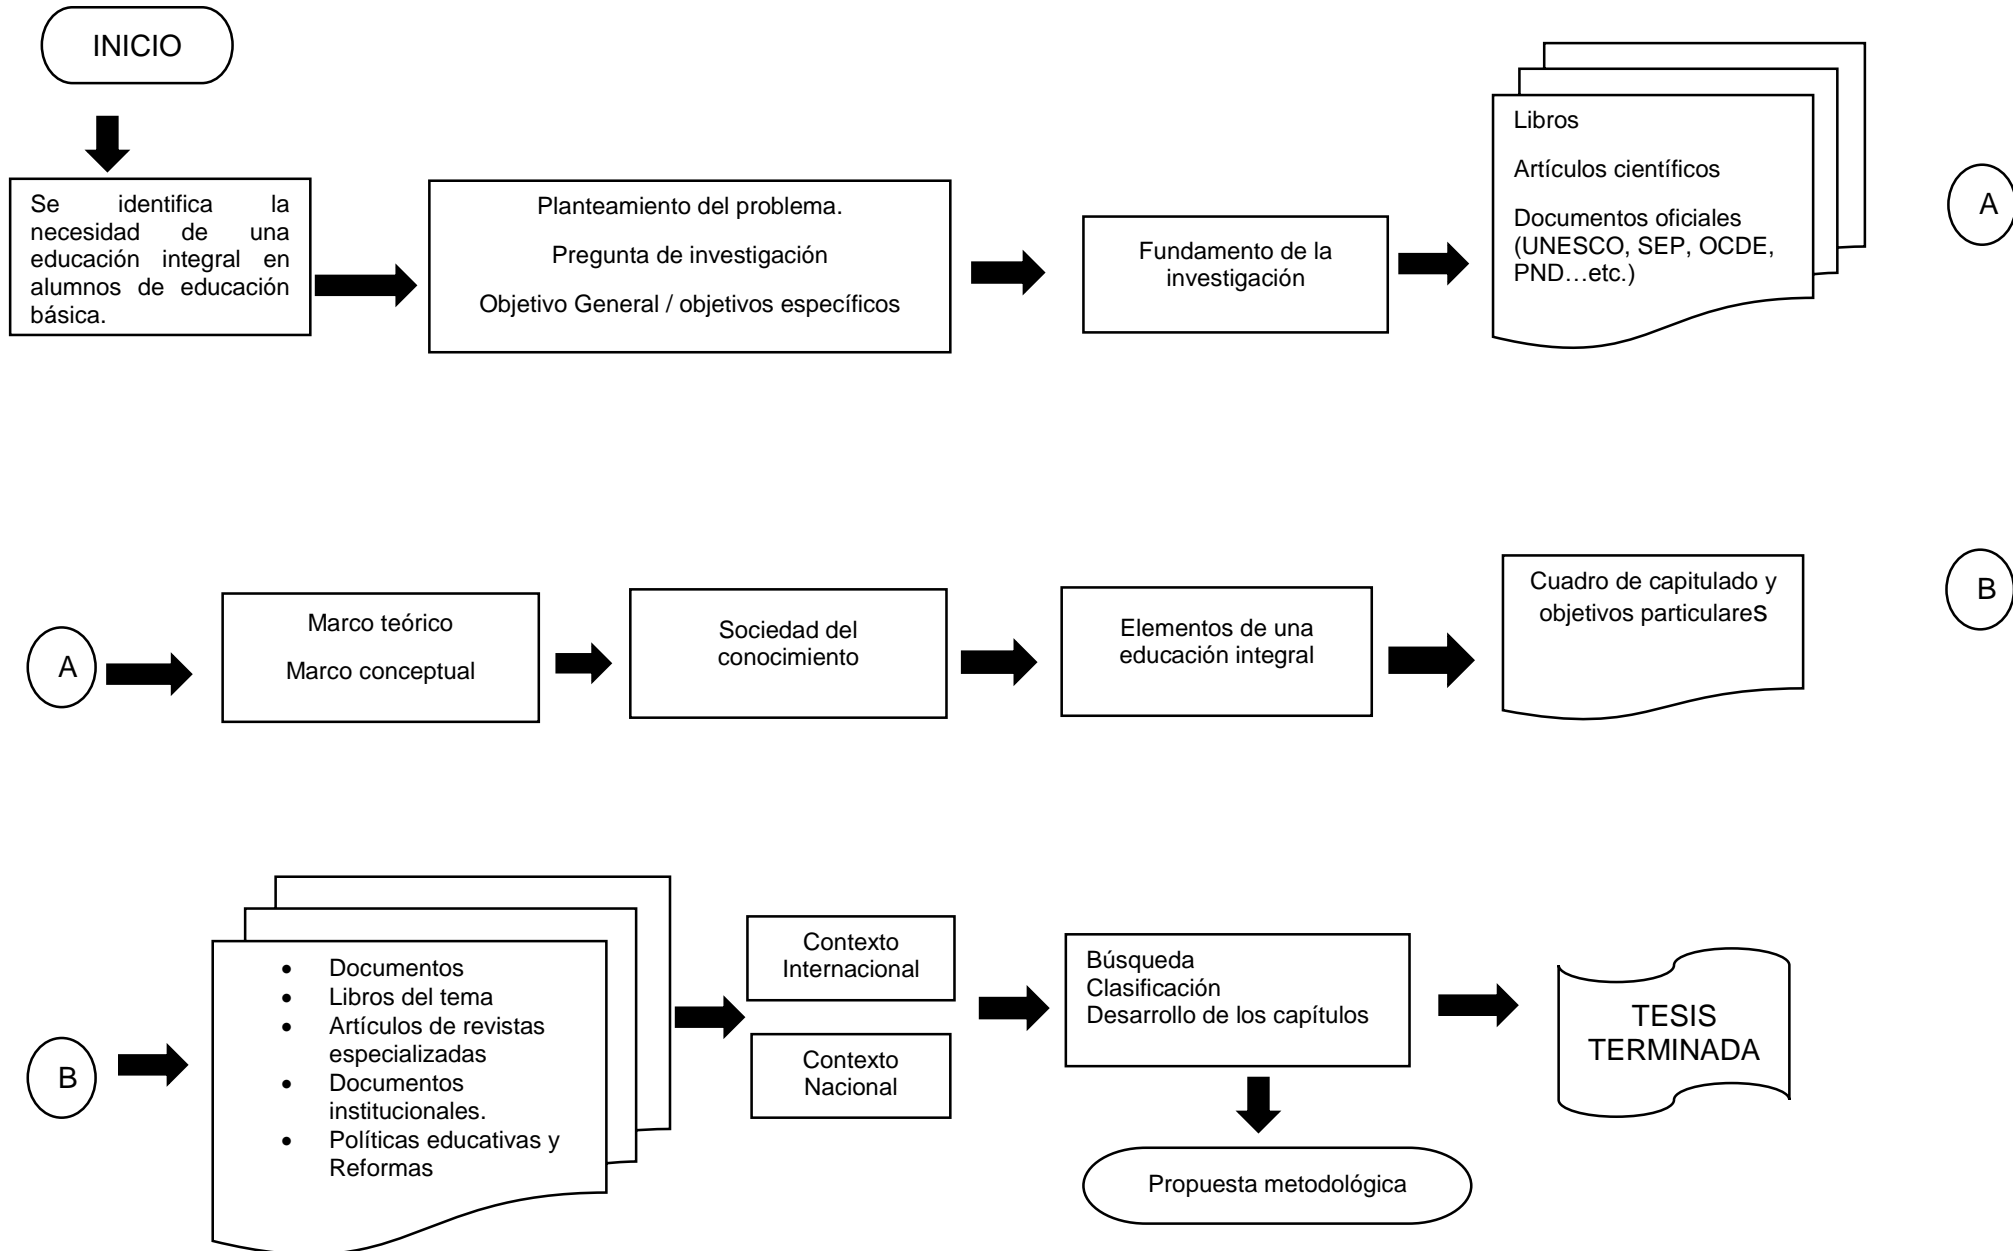 INICIO
Se identifica la
necesidad de una
educación integral en
alumnos de educación
básica.
Planteamiento del problema.
Pregunta de investigación
Objetivo General / objetivos específicos
Fundamento de la
investigación
Libros
Artículos científicos
Documentos oficiales
(UNESCO, SEP, OCDE,
PND…etc.)
A
A
Marco teórico
Marco conceptual
Sociedad del
conocimiento
Elementos de una
educación integral
Cuadro de capitulado y
objetivos particulares
B
B
• Documentos
• Libros del tema
• Artículos de revistas
especializadas
• Documentos
institucionales.
• Políticas educativas y
Reformas
Contexto
Internacional
Contexto
Nacional
Búsqueda
Clasificación
Desarrollo de los capítulos
Propuesta metodológica
TESIS
TERMINADA